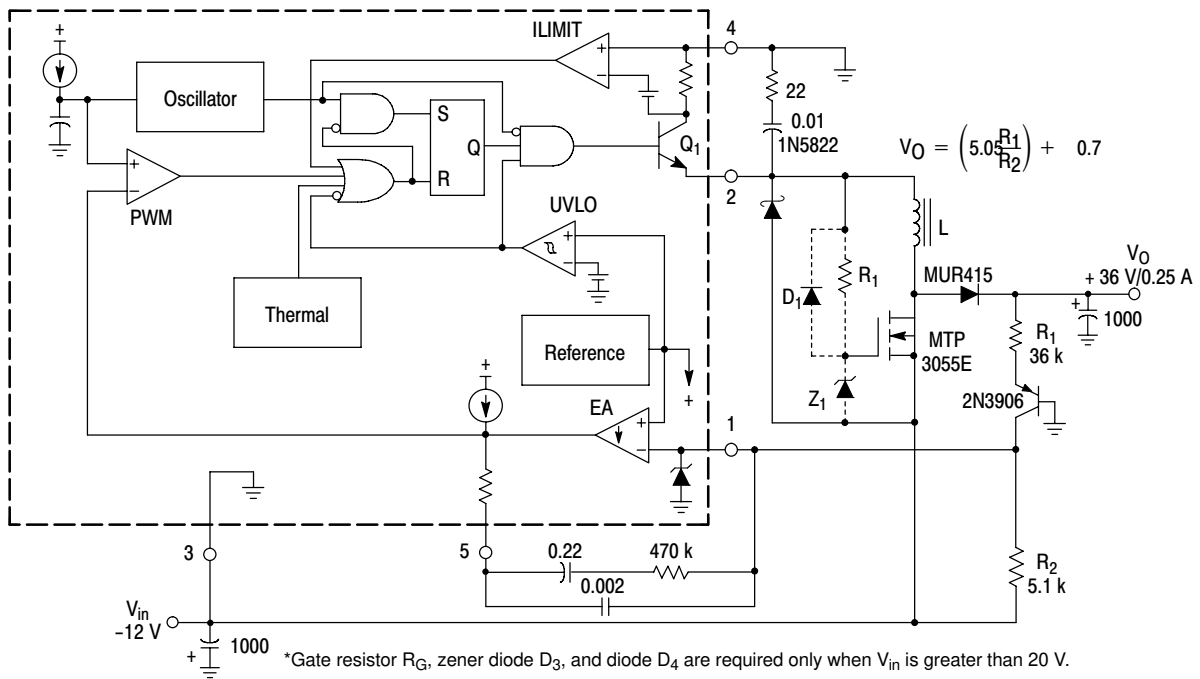 ILIMIT
4
+
–
+
Oscillator
22
0.01
1N5822
S
Q
R
Q1
VO = (5.05 R1/R2) + 0.7
+
–
PWM
2
UVLO
+
–
L
Thermal
D1
R1
MUR415
VO
+ 36 V/0.25 A
+
1000
Reference
+
MTP
3055E
R1
36 k
+
Z1
2N3906
EA
+
–
1
3
5
0.22
470 k
0.002
R2
5.1 k
Vin
–12 V
+
1000
*Gate resistor RG, zener diode D3, and diode D4 are required only when Vin is greater than 20 V.